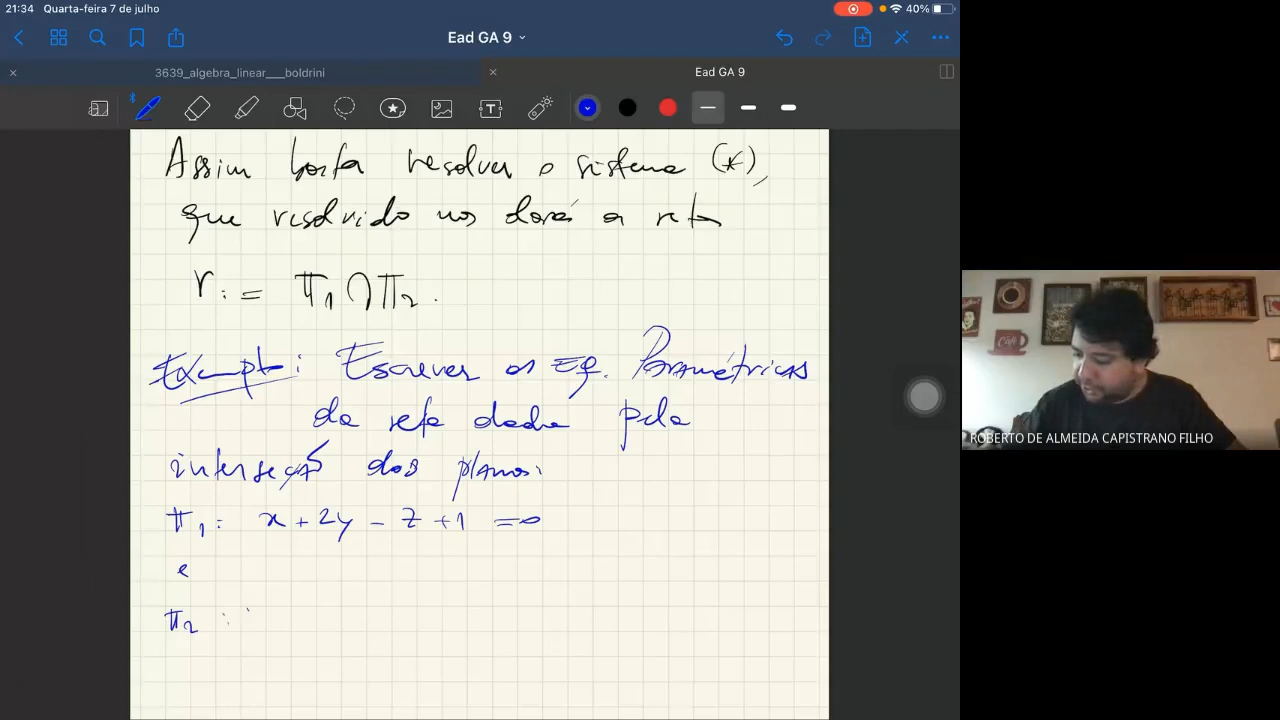 21:34 Quarta-feira 7 de julho
40%
Ead GA 9
3639_algebra_linear___boldrini
Ead GA 9
Assim basta resolver o sistema (*),
que resolvido nos dará a reta
r: = π1 ∩ π2.
Exemplo: Escrever as Eq. Paramétricas
da reta dada pela
interseção dos planos:
π1: x + 2y - z + 1 = 0
e
π2 :
Café
ROBERTO DE ALMEIDA CAPISTRANO FILHO